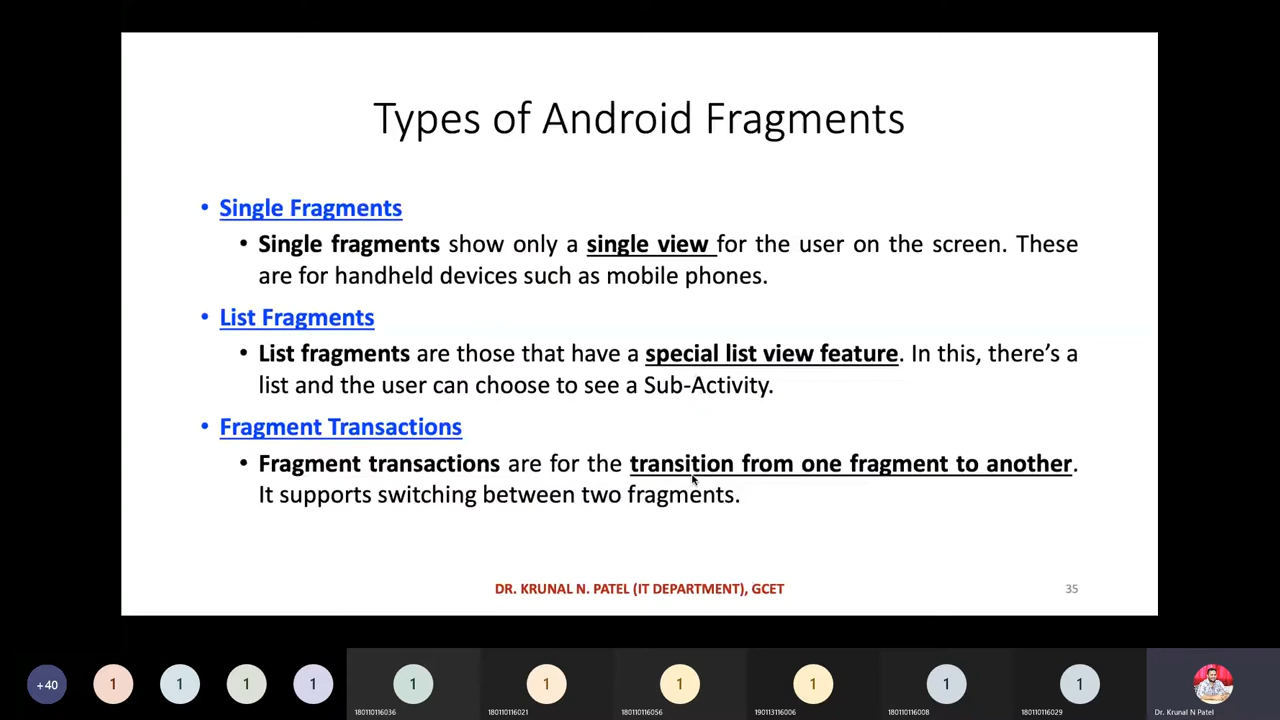 Types of Android Fragments
• Single Fragments
• Single fragments show only a single view for the user on the screen. These
are for handheld devices such as mobile phones.
• List Fragments
• List fragments are those that have a special list view feature. In this, there’s a
list and the user can choose to see a Sub-Activity.
• Fragment Transactions
• Fragment transactions are for the transition from one fragment to another.
It supports switching between two fragments.
DR. KRUNAL N. PATEL (IT DEPARTMENT), GCET
35
+40 1 1 1 1 1 1 1 1 1 1
180110116036 180110116021 180110116056 190113116006 180110116008 180110116029 Dr. Krunal N Patel